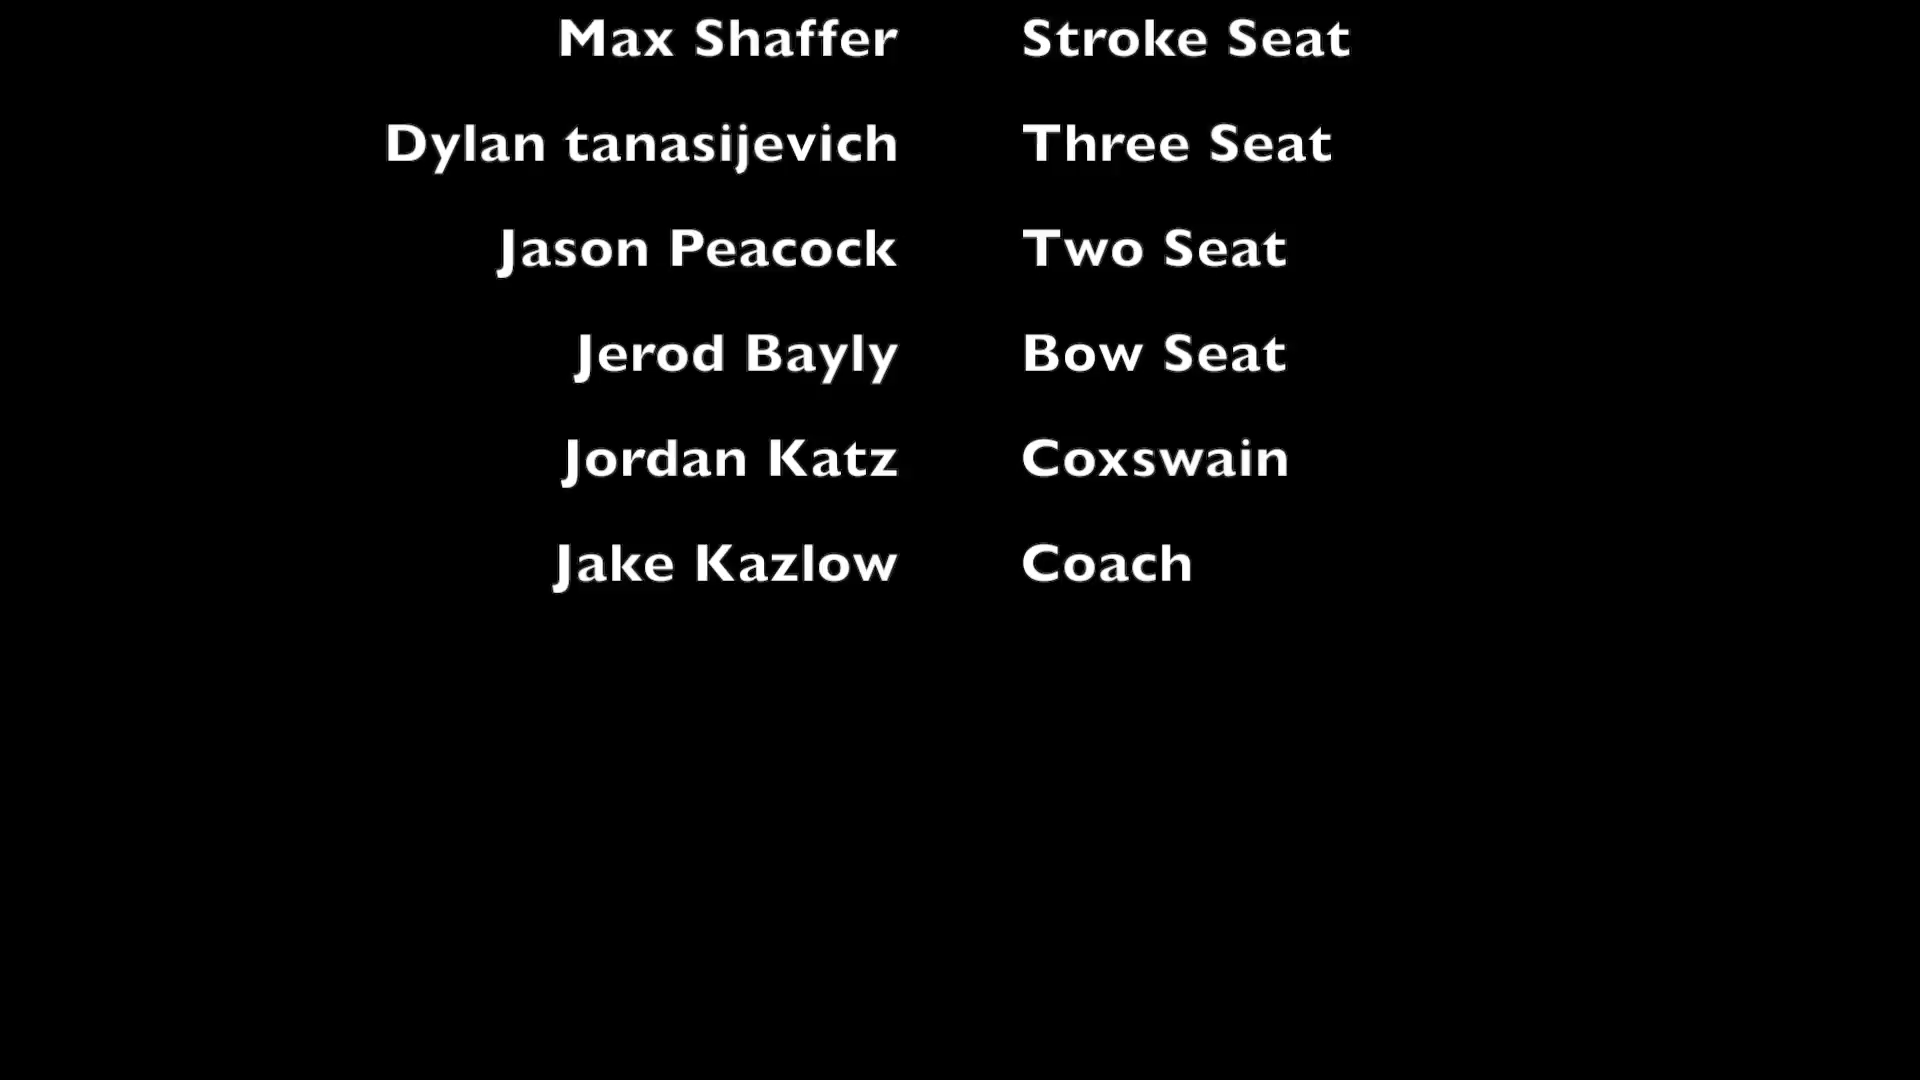 Max Shaffer Stroke Seat
Dylan tanasijevich Three Seat
Jason Peacock Two Seat
Jerod Bayly Bow Seat
Jordan Katz Coxswain
Jake Kazlow Coach